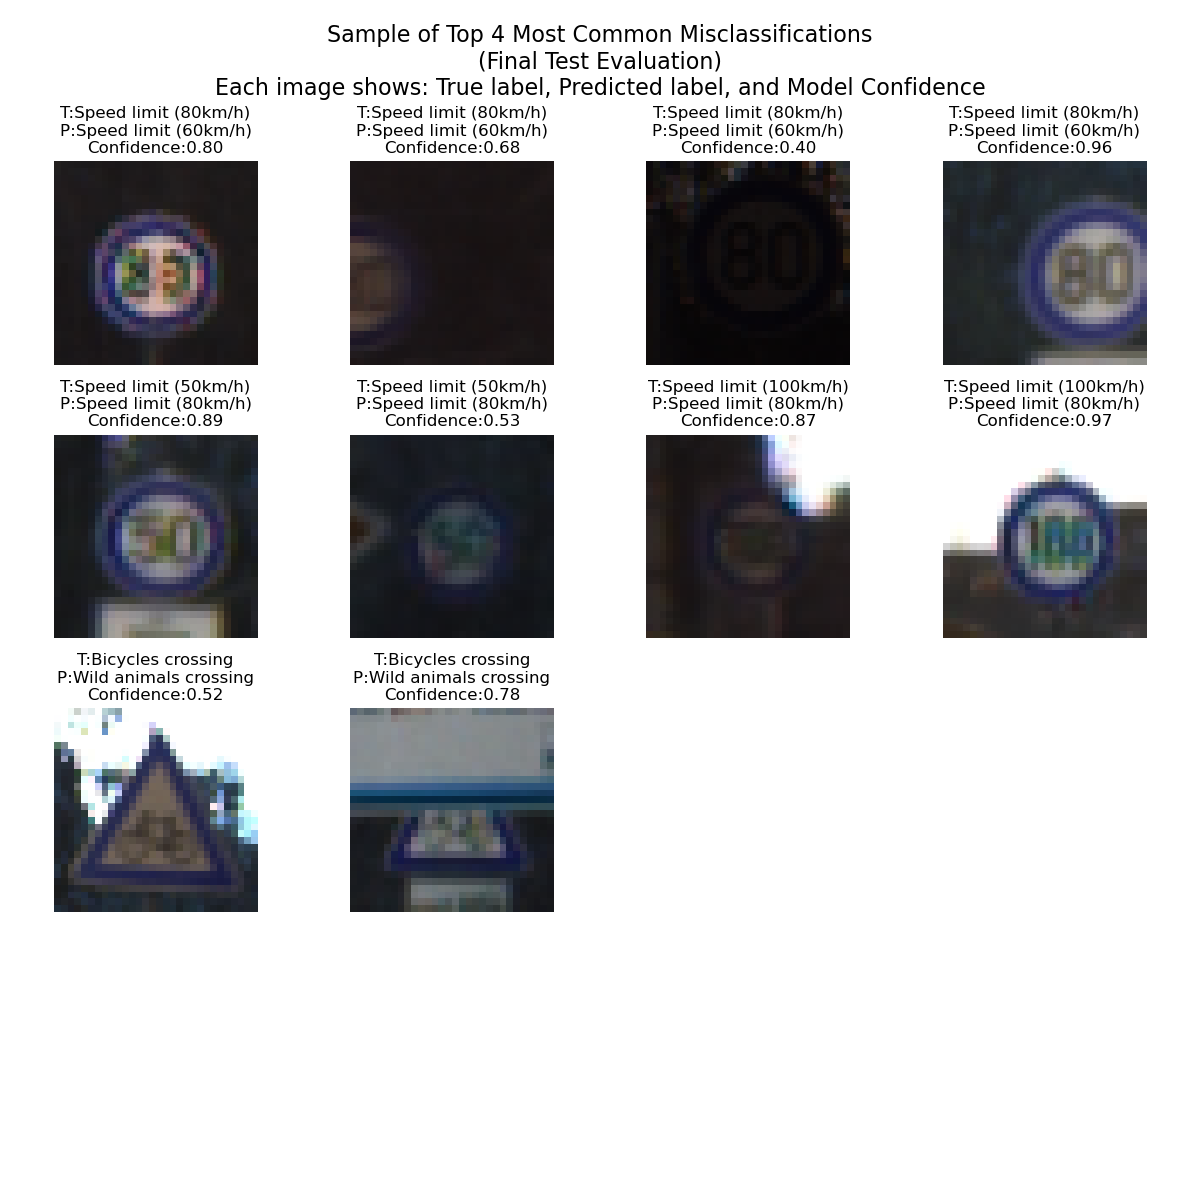 Sample of Top 4 Most Common Misclassifications
(Final Test Evaluation)
Each image shows: True label, Predicted label, and Model Confidence
T:Speed limit (80km/h)
P:Speed limit (60km/h)
Confidence:0.80
T:Speed limit (80km/h)
P:Speed limit (60km/h)
Confidence:0.68
T:Speed limit (80km/h)
P:Speed limit (60km/h)
Confidence:0.40
80
T:Speed limit (80km/h)
P:Speed limit (60km/h)
Confidence:0.96
80
T:Speed limit (50km/h)
P:Speed limit (80km/h)
Confidence:0.89
50
T:Speed limit (50km/h)
P:Speed limit (80km/h)
Confidence:0.53
T:Speed limit (100km/h)
P:Speed limit (80km/h)
Confidence:0.87
T:Speed limit (100km/h)
P:Speed limit (80km/h)
Confidence:0.97
100
T:Bicycles crossing
P:Wild animals crossing
Confidence:0.52
T:Bicycles crossing
P:Wild animals crossing
Confidence:0.78